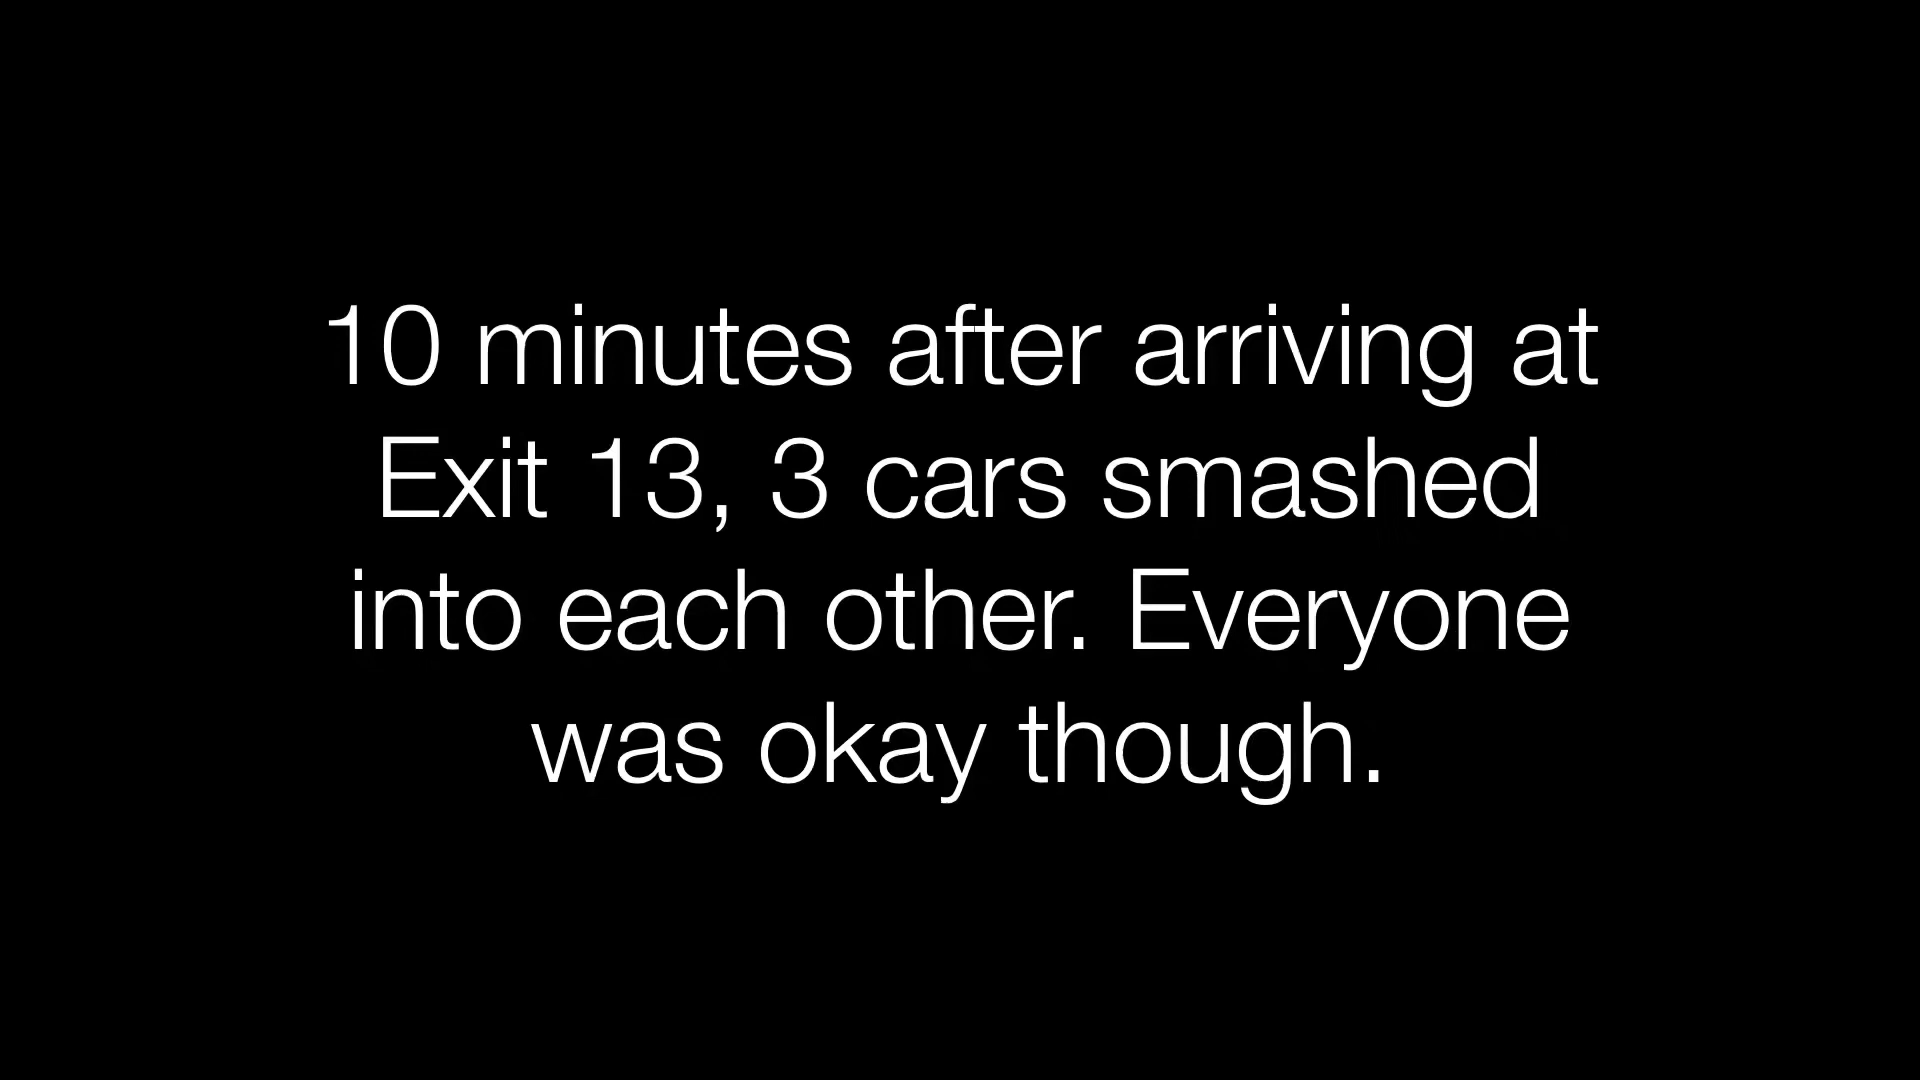 10 minutes after arriving at
Exit 13, 3 cars smashed
into each other. Everyone
was okay though.